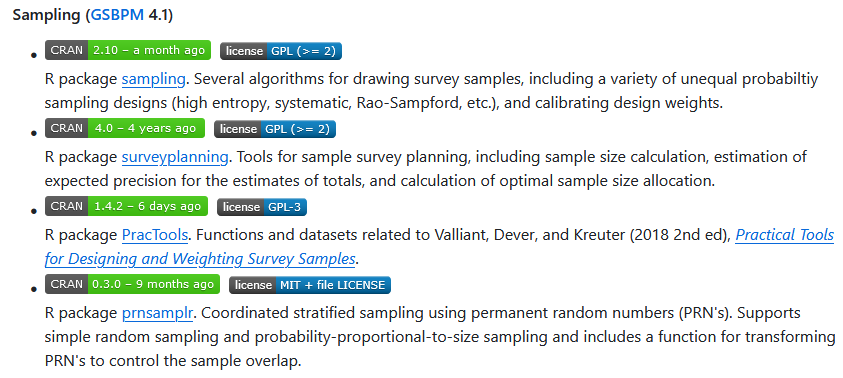 Sampling (GSBPM 4.1)
CRAN 2.10 – a month ago license GPL (>= 2)
R package sampling. Several algorithms for drawing survey samples, including a variety of unequal probabiltiy
sampling designs (high entropy, systematic, Rao-Sampford, etc.), and calibrating design weights.
CRAN 4.0 – 4 years ago license GPL (>= 2)
R package surveyplanning. Tools for sample survey planning, including sample size calculation, estimation of
expected precision for the estimates of totals, and calculation of optimal sample size allocation.
CRAN 1.4.2 – 6 days ago license GPL-3
R package PracTools. Functions and datasets related to Valliant, Dever, and Kreuter (2018 2nd ed), Practical Tools
for Designing and Weighting Survey Samples.
CRAN 0.3.0 – 9 months ago license MIT + file LICENSE
R package prnsamplr. Coordinated stratified sampling using permanent random numbers (PRN's). Supports
simple random sampling and probability-proportional-to-size sampling and includes a function for transforming
PRN's to control the sample overlap.